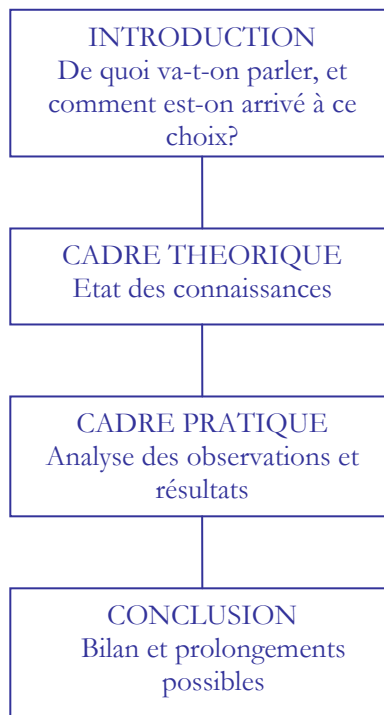 INTRODUCTION
De quoi va-t-on parler, et
comment est-on arrivé à ce
choix?
CADRE THEORIQUE
Etat des connaissances
CADRE PRATIQUE
Analyse des observations et
résultats
CONCLUSION
Bilan et prolongements
possibles